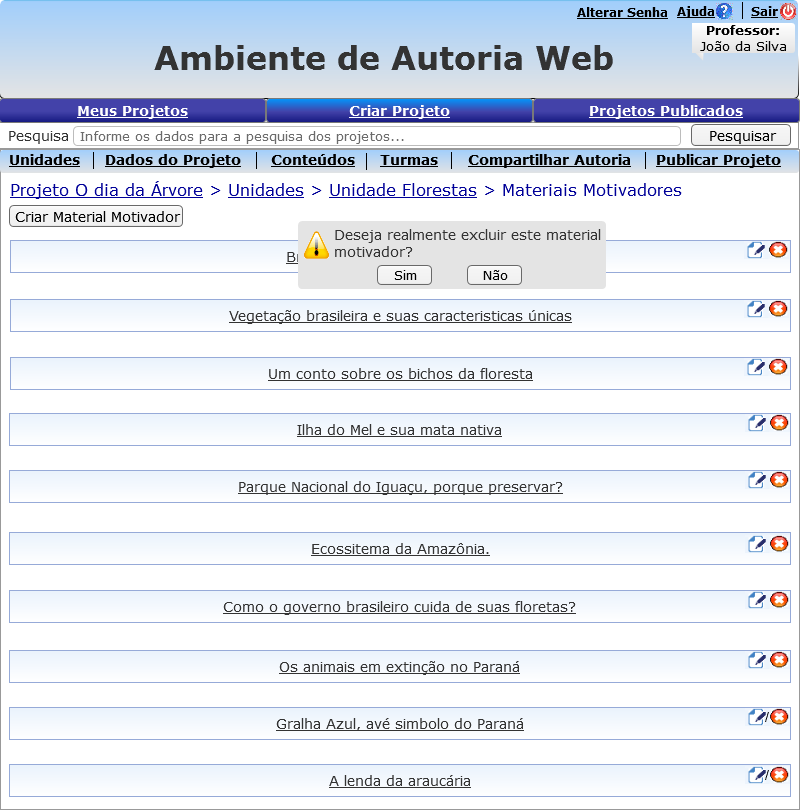 Alterar Senha Ajuda? Sair
Professor:
João da Silva
Ambiente de Autoria Web
Meus Projetos Criar Projeto Projetos Publicados
Pesquisa Informe os dados para a pesquisa dos projetos... Pesquisar
Unidades | Dados do Projeto | Conteúdos | Turmas | Compartilhar Autoria | Publicar Projeto
Projeto O dia da Árvore > Unidades > Unidade Florestas > Materiais Motivadores
Criar Material Motivador
Deseja realmente excluir este material
motivador?
Sim Não
Vegetação brasileira e suas caracteristicas únicas
Um conto sobre os bichos da floresta
Ilha do Mel e sua mata nativa
Parque Nacional do Iguaçu, porque preservar?
Ecossitema da Amazônia.
Como o governo brasileiro cuida de suas floretas?
Os animais em extinção no Paraná
Gralha Azul, avé simbolo do Paraná /
A lenda da araucária /